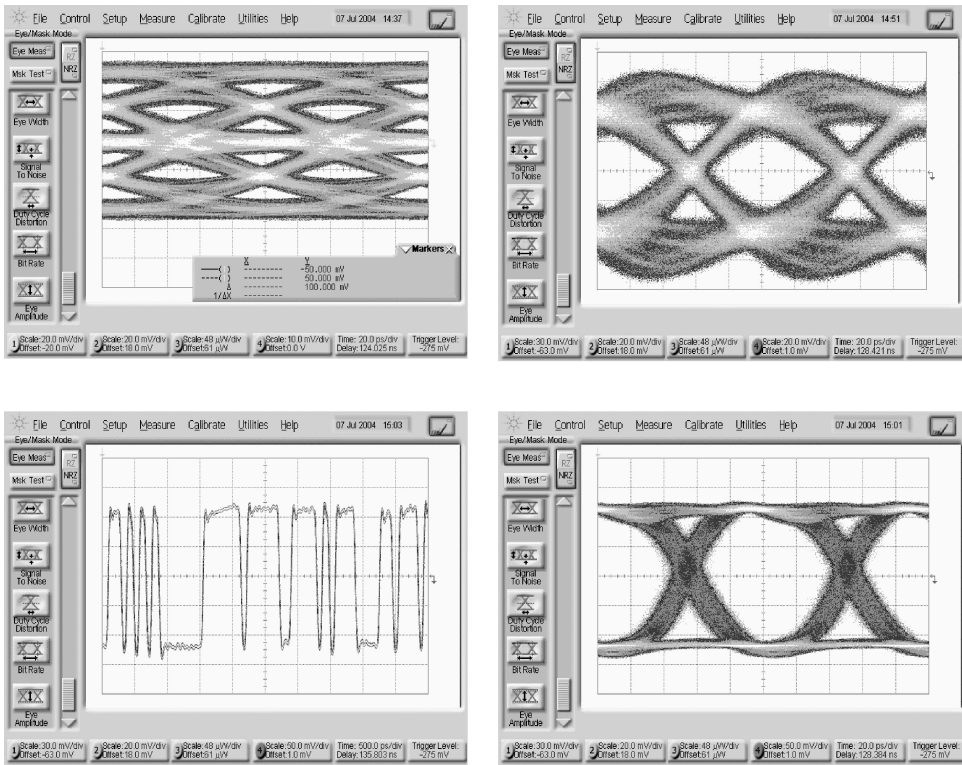 File Control Setup Measure Calibrate Utilities Help 07 Jul 2004 14:37
Eye/Mask Mode
Eye Meas
RZ
NRZ
Msk Test
Eye Width
Signal
To Noise
Duty Cycle
Distortion
Bit Rate
Eye
Amplitude
Markers
X Y
-50.000 mV
50.000 mV
Δ 100.000 mV
1/ΔX
1 Scale:20.0 mV/div Offset:-20.0 mV
2 Scale:20.0 mV/div Offset:18.0 mV
3 Scale:48 µW/div Offset:61 µW
4 Scale:10.0 mV/div Offset:0.0 V
Time: 20.0 ps/div Delay:124.025 ns
Trigger Level: -275 mV
File Control Setup Measure Calibrate Utilities Help 07 Jul 2004 14:51
Eye/Mask Mode
Eye Meas
RZ
NRZ
Msk Test
Eye Width
Signal
To Noise
Duty Cycle
Distortion
Bit Rate
Eye
Amplitude
1 Scale:30.0 mV/div Offset:-63.0 mV
2 Scale:20.0 mV/div Offset:18.0 mV
3 Scale:48 µW/div Offset:61 µW
4 Scale:20.0 mV/div Offset:1.0 mV
Time: 20.0 ps/div Delay:128.421 ns
Trigger Level: -275 mV
File Control Setup Measure Calibrate Utilities Help 07 Jul 2004 15:03
Eye/Mask Mode
Eye Meas
RZ
NRZ
Msk Test
Eye Width
Signal
To Noise
Duty Cycle
Distortion
Bit Rate
Eye
Amplitude
1 Scale:30.0 mV/div Offset:-63.0 mV
2 Scale:20.0 mV/div Offset:18.0 mV
3 Scale:48 µW/div Offset:61 µW
4 Scale:50.0 mV/div Offset:1.0 mV
Time: 500.0 ps/div Delay:135.803 ns
Trigger Level: -275 mV
File Control Setup Measure Calibrate Utilities Help 07 Jul 2004 15:01
Eye/Mask Mode
Eye Meas
RZ
NRZ
Msk Test
Eye Width
Signal
To Noise
Duty Cycle
Distortion
Bit Rate
Eye
Amplitude
1 Scale:30.0 mV/div Offset:-63.0 mV
2 Scale:20.0 mV/div Offset:18.0 mV
3 Scale:48 µW/div Offset:61 µW
4 Scale:50.0 mV/div Offset:1.0 mV
Time: 20.0 ps/div Delay:128.384 ns
Trigger Level: -275 mV